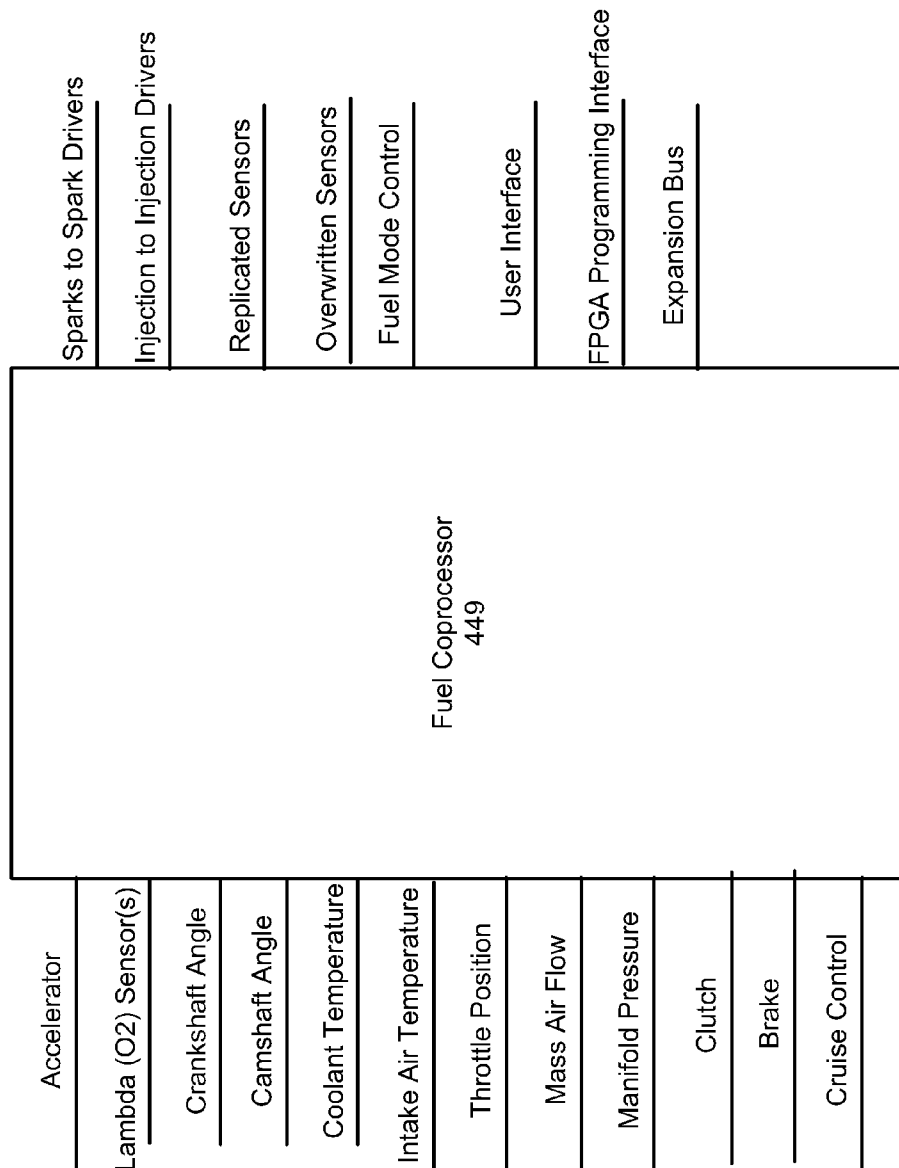 Accelerator
Lambda (O2) Sensor(s)
Crankshaft Angle
Camshaft Angle
Coolant Temperature
Intake Air Temperature
Throttle Position
Mass Air Flow
Manifold Pressure
Clutch
Brake
Cruise Control
Fuel Coprocessor
449
Sparks to Spark Drivers
Injection to Injection Drivers
Replicated Sensors
Overwritten Sensors
Fuel Mode Control
User Interface
FPGA Programming Interface
Expansion Bus